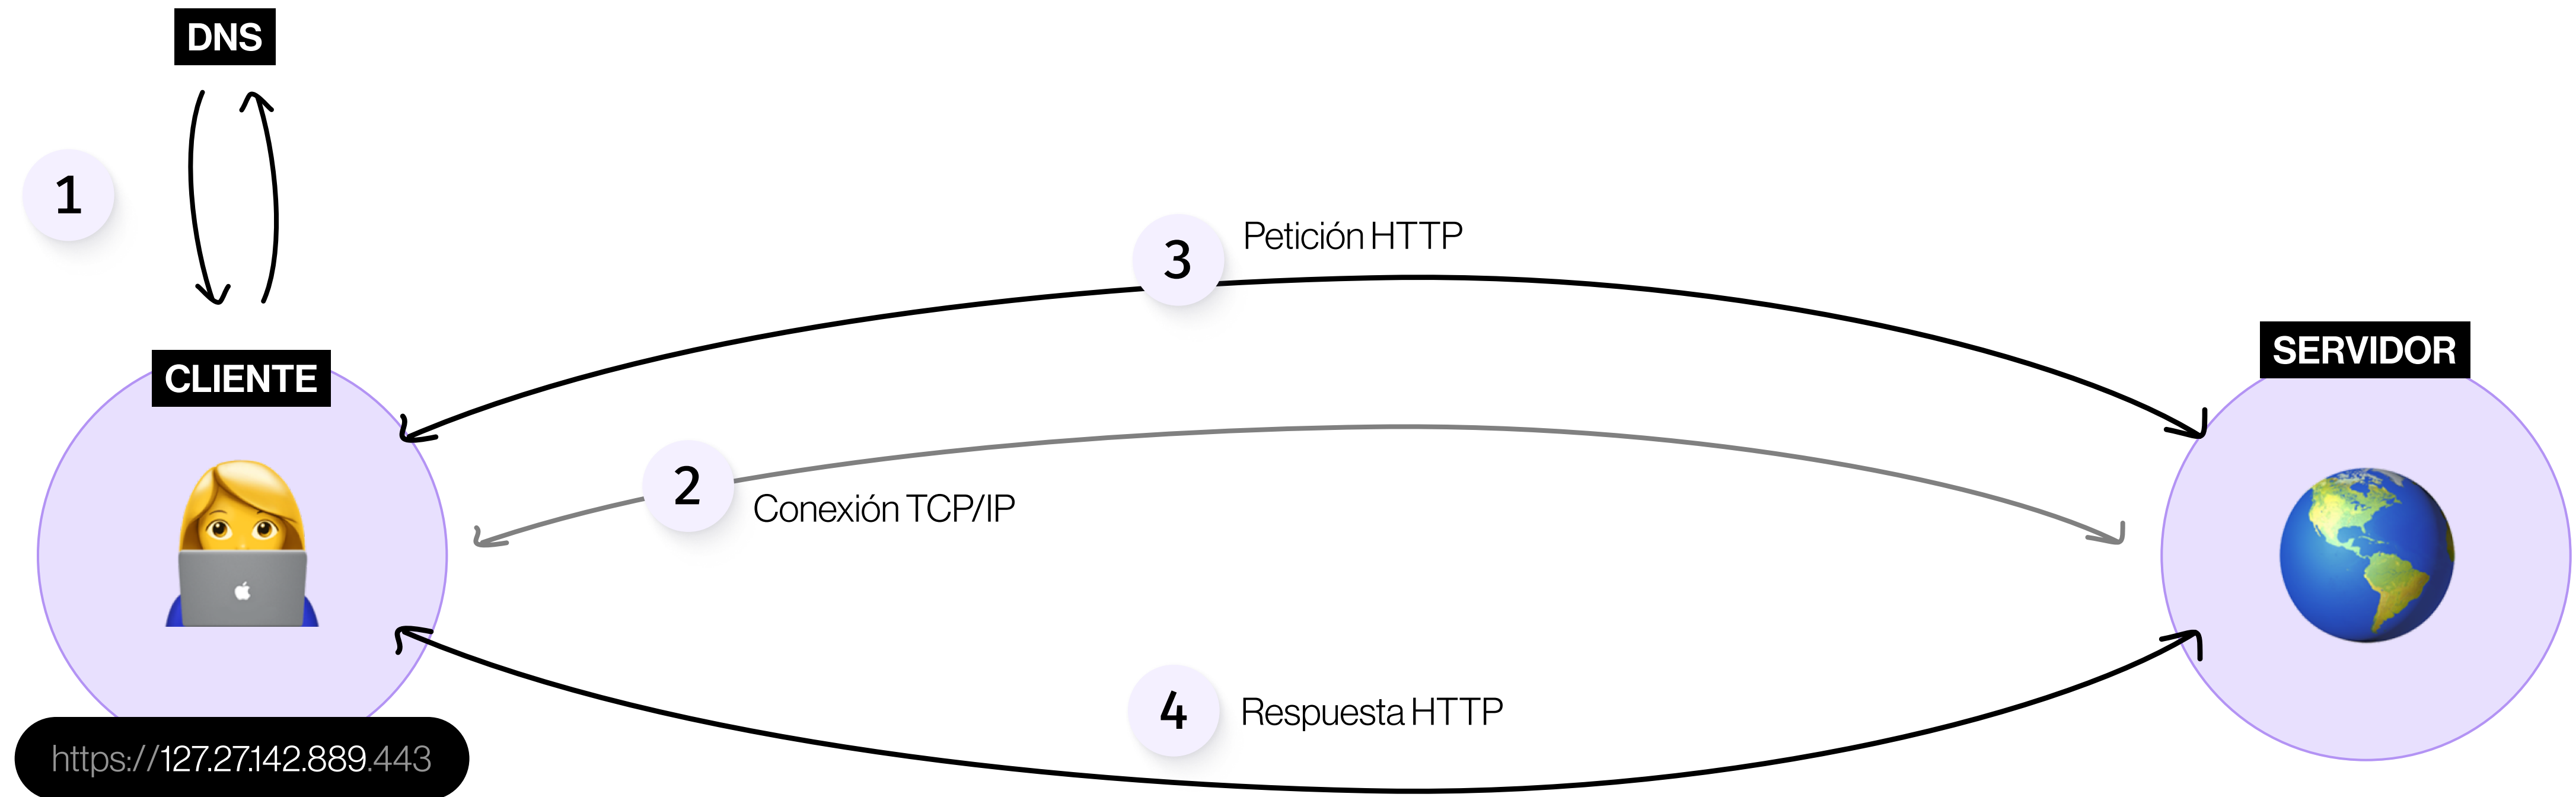 DNS
1
3
Petición HTTP
SERVIDOR
CLIENTE
2
Conexión TCP/IP
4
Respuesta HTTP
https://127.27.142.889.443